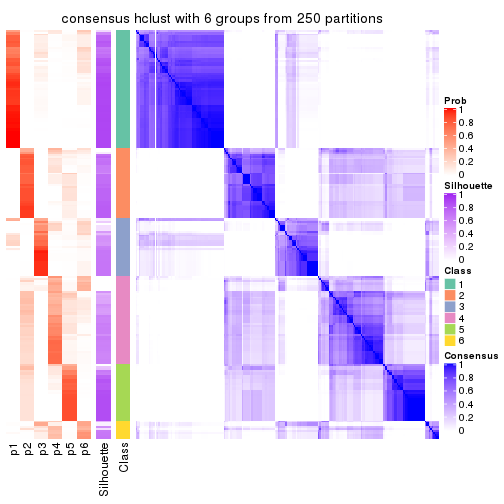 consensus hclust with 6 groups from 250 partitions
Prob
1
0.8
0.6
0.4
0.2
0
Silhouette
1
0.8
0.6
0.4
0.2
0
Class
1
2
3
4
5
6
Consensus
1
0.8
0.6
0.4
0.2
0
p1
p2
p3
p4
p5
p6
Silhouette
Class